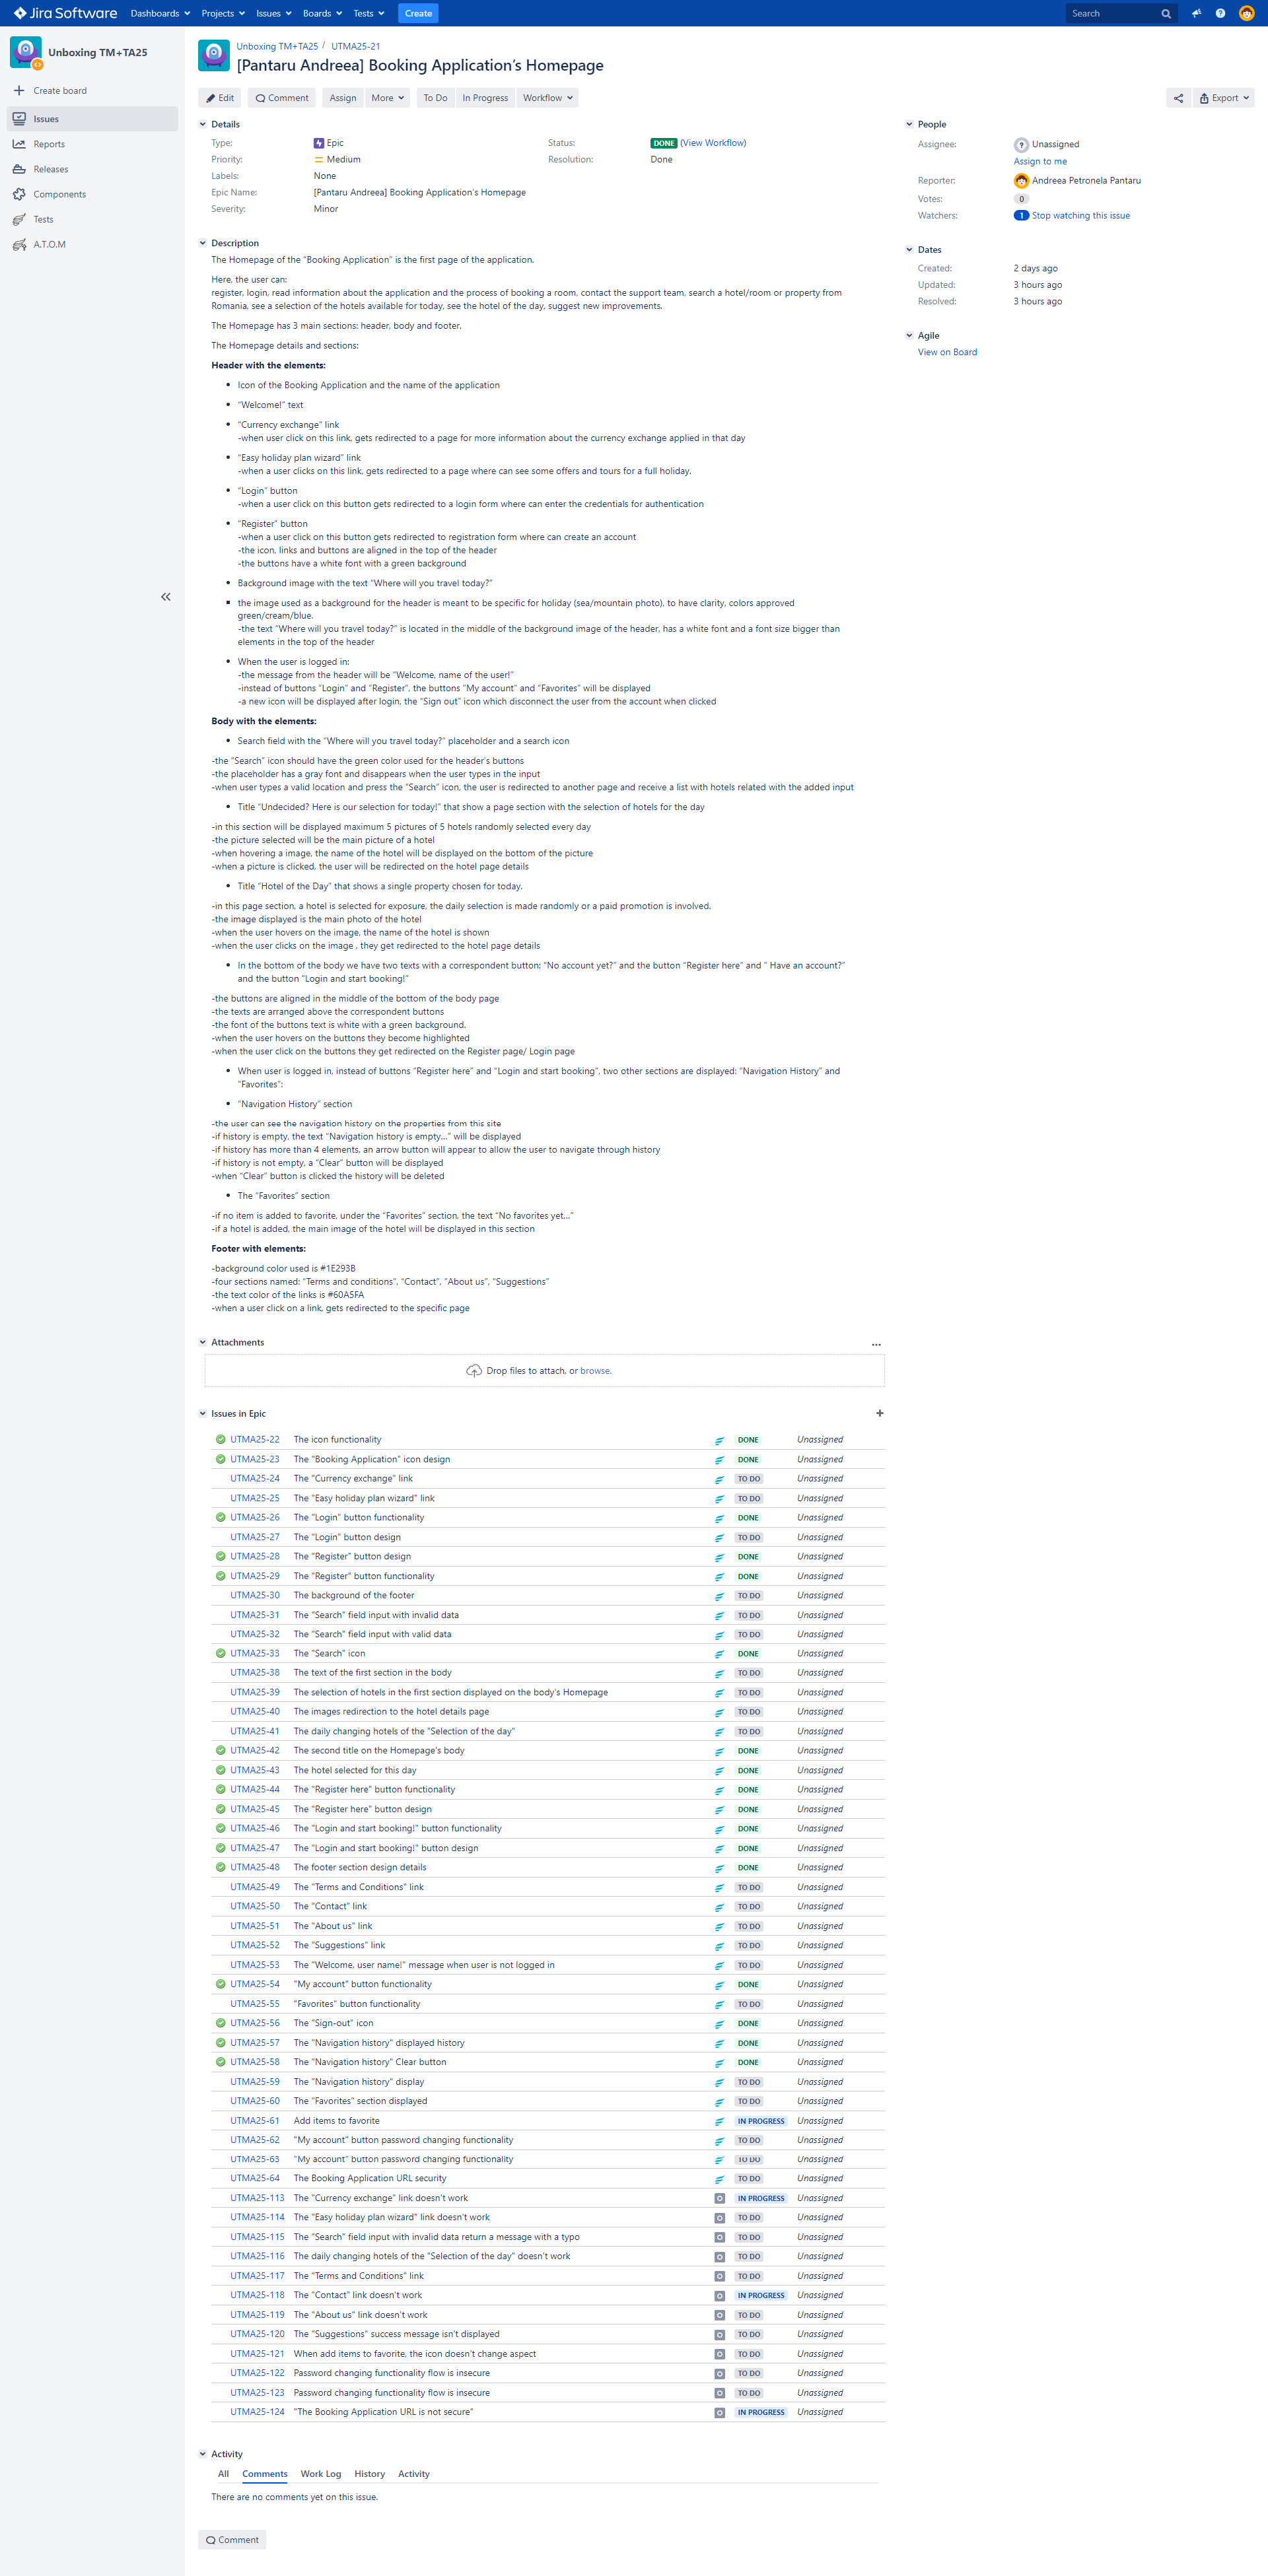 Jira Software Dashboards Projects Issues Boards Tests Create Search
Unboxing TM+TA25
Create board
Issues
Reports
Releases
Components
Tests
A.T.O.M
Unboxing TM+TA25 / UTMA25-21
[Pantaru Andreea] Booking Application's Homepage
Edit Comment Assign More To Do In Progress Workflow Export
Details
Type: Epic Status: DONE (View Workflow)
Priority: Medium Resolution: Done
Labels: None
Epic Name: [Pantaru Andreea] Booking Application's Homepage
Severity: Minor
People
Assignee: Unassigned
Assign to me
Reporter: Andreea Petronela Pantaru
Votes: 0
Watchers: 1 Stop watching this issue
Dates
Created: 2 days ago
Updated: 3 hours ago
Resolved: 3 hours ago
Agile
View on Board
Description
The Homepage of the "Booking Application" is the first page of the application.
Here, the user can:
register, login, read information about the application and the process of booking a room, contact the support team, search a hotel/room or property from
Romania, see a selection of the hotels available for today, see the hotel of the day, suggest new improvements.
The Homepage has 3 main sections: header, body and footer.
The Homepage details and sections:
Header with the elements:
• Icon of the Booking Application and the name of the application
• "Welcome!" text
• "Currency exchange" link
-when user click on this link, gets redirected to a page for more information about the currency exchange applied in that day
• "Easy holiday plan wizard" link
-when a user clicks on this link, gets redirected to a page where can see some offers and tours for a full holiday.
• "Login" button
-when a user click on this button gets redirected to a login form where can enter the credentials for authentication
• "Register" button
-when a user click on this button gets redirected to registration form where can create an account
-the icon, links and buttons are aligned in the top of the header
-the buttons have a white font with a green background
• Background image with the text "Where will you travel today?"
▪ the image used as a background for the header is meant to be specific for holiday (sea/mountain photo), to have clarity, colors approved
green/cream/blue.
-the text "Where will you travel today?" is located in the middle of the background image of the header, has a white font and a font size bigger than
elements in the top of the header
• When the user is logged in:
-the message from the header will be "Welcome, name of the user!"
-instead of buttons "Login" and "Register", the buttons "My account" and "Favorites" will be displayed
-a new icon will be displayed after login, the "Sign out" icon which disconnect the user from the account when clicked
Body with the elements:
• Search field with the "Where will you travel today?" placeholder and a search icon
-the "Search" icon should have the green color used for the header's buttons
-the placeholder has a gray font and disappears when the user types in the input
-when user types a valid location and press the "Search" icon, the user is redirected to another page and receive a list with hotels related with the added input
• Title "Undecided? Here is our selection for today!" that show a page section with the selection of hotels for the day
-in this section will be displayed maximum 5 pictures of 5 hotels randomly selected every day
-the picture selected will be the main picture of a hotel
-when hovering a image, the name of the hotel will be displayed on the bottom of the picture
-when a picture is clicked, the user will be redirected on the hotel page details
• Title "Hotel of the Day" that shows a single property chosen for today.
-in this page section, a hotel is selected for exposure, the daily selection is made randomly or a paid promotion is involved.
-the image displayed is the main photo of the hotel
-when the user hovers on the image, the name of the hotel is shown
-when the user clicks on the image , they get redirected to the hotel page details
• In the bottom of the body we have two texts with a correspondent button: "No account yet?" and the button "Register here" and " Have an account?"
and the button "Login and start booking!"
-the buttons are aligned in the middle of the bottom of the body page
-the texts are arranged above the correspondent buttons
-the font of the buttons text is white with a green background.
-when the user hovers on the buttons they become highlighted
-when the user click on the buttons they get redirected on the Register page/ Login page
• When user is logged in, instead of buttons "Register here" and "Login and start booking", two other sections are displayed: "Navigation History" and
"Favorites":
• "Navigation History" section
-the user can see the navigation history on the properties from this site
-if history is empty, the text "Navigation history is empty..." will be displayed
-if history has more than 4 elements, an arrow button will appear to allow the user to navigate through history
-if history is not empty, a "Clear" button will be displayed
-when "Clear" button is clicked the history will be deleted
• The "Favorites" section
-if no item is added to favorite, under the "Favorites" section, the text "No favorites yet..."
-if a hotel is added, the main image of the hotel will be displayed in this section
Footer with elements:
-background color used is #1E293B
-four sections named: "Terms and conditions", "Contact", "About us", "Suggestions"
-the text color of the links is #60A5FA
-when a user click on a link, gets redirected to the specific page
Attachments
Drop files to attach, or browse.
Issues in Epic
UTMA25-22 The icon functionality DONE Unassigned
UTMA25-23 The "Booking Application" icon design DONE Unassigned
UTMA25-24 The "Currency exchange" link TO DO Unassigned
UTMA25-25 The "Easy holiday plan wizard" link TO DO Unassigned
UTMA25-26 The "Login" button functionality DONE Unassigned
UTMA25-27 The "Login" button design TO DO Unassigned
UTMA25-28 The "Register" button design DONE Unassigned
UTMA25-29 The "Register" button functionality DONE Unassigned
UTMA25-30 The background of the footer TO DO Unassigned
UTMA25-31 The "Search" field input with invalid data TO DO Unassigned
UTMA25-32 The "Search" field input with valid data TO DO Unassigned
UTMA25-33 The "Search" icon DONE Unassigned
UTMA25-38 The text of the first section in the body TO DO Unassigned
UTMA25-39 The selection of hotels in the first section displayed on the body's Homepage TO DO Unassigned
UTMA25-40 The images redirection to the hotel details page TO DO Unassigned
UTMA25-41 The daily changing hotels of the "Selection of the day" TO DO Unassigned
UTMA25-42 The second title on the Homepage's body DONE Unassigned
UTMA25-43 The hotel selected for this day DONE Unassigned
UTMA25-44 The "Register here" button functionality DONE Unassigned
UTMA25-45 The "Register here" button design DONE Unassigned
UTMA25-46 The "Login and start booking!" button functionality DONE Unassigned
UTMA25-47 The "Login and start booking!" button design DONE Unassigned
UTMA25-48 The footer section design details DONE Unassigned
UTMA25-49 The "Terms and Conditions" link TO DO Unassigned
UTMA25-50 The "Contact" link TO DO Unassigned
UTMA25-51 The "About us" link TO DO Unassigned
UTMA25-52 The "Suggestions" link TO DO Unassigned
UTMA25-53 The "Welcome, user name!" message when user is not logged in TO DO Unassigned
UTMA25-54 "My account" button functionality DONE Unassigned
UTMA25-55 "Favorites" button functionality TO DO Unassigned
UTMA25-56 The "Sign-out" icon DONE Unassigned
UTMA25-57 The "Navigation history" displayed history DONE Unassigned
UTMA25-58 The "Navigation history" Clear button DONE Unassigned
UTMA25-59 The "Navigation history" display TO DO Unassigned
UTMA25-60 The "Favorites" section displayed TO DO Unassigned
UTMA25-61 Add items to favorite IN PROGRESS Unassigned
UTMA25-62 "My account" button password changing functionality TO DO Unassigned
UTMA25-63 "My account" button password changing functionality TO DO Unassigned
UTMA25-64 The Booking Application URL security TO DO Unassigned
UTMA25-113 The "Currency exchange" link doesn't work IN PROGRESS Unassigned
UTMA25-114 The "Easy holiday plan wizard" link doesn't work TO DO Unassigned
UTMA25-115 The "Search" field input with invalid data return a message with a typo TO DO Unassigned
UTMA25-116 The daily changing hotels of the "Selection of the day" doesn't work TO DO Unassigned
UTMA25-117 The "Terms and Conditions" link TO DO Unassigned
UTMA25-118 The "Contact" link doesn't work IN PROGRESS Unassigned
UTMA25-119 The "About us" link doesn't work TO DO Unassigned
UTMA25-120 The "Suggestions" success message isn't displayed TO DO Unassigned
UTMA25-121 When add items to favorite, the icon doesn't change aspect TO DO Unassigned
UTMA25-122 Password changing functionality flow is insecure TO DO Unassigned
UTMA25-123 Password changing functionality flow is insecure TO DO Unassigned
UTMA25-124 "The Booking Application URL is not secure" IN PROGRESS Unassigned
Activity
All Comments Work Log History Activity
There are no comments yet on this issue.
Comment